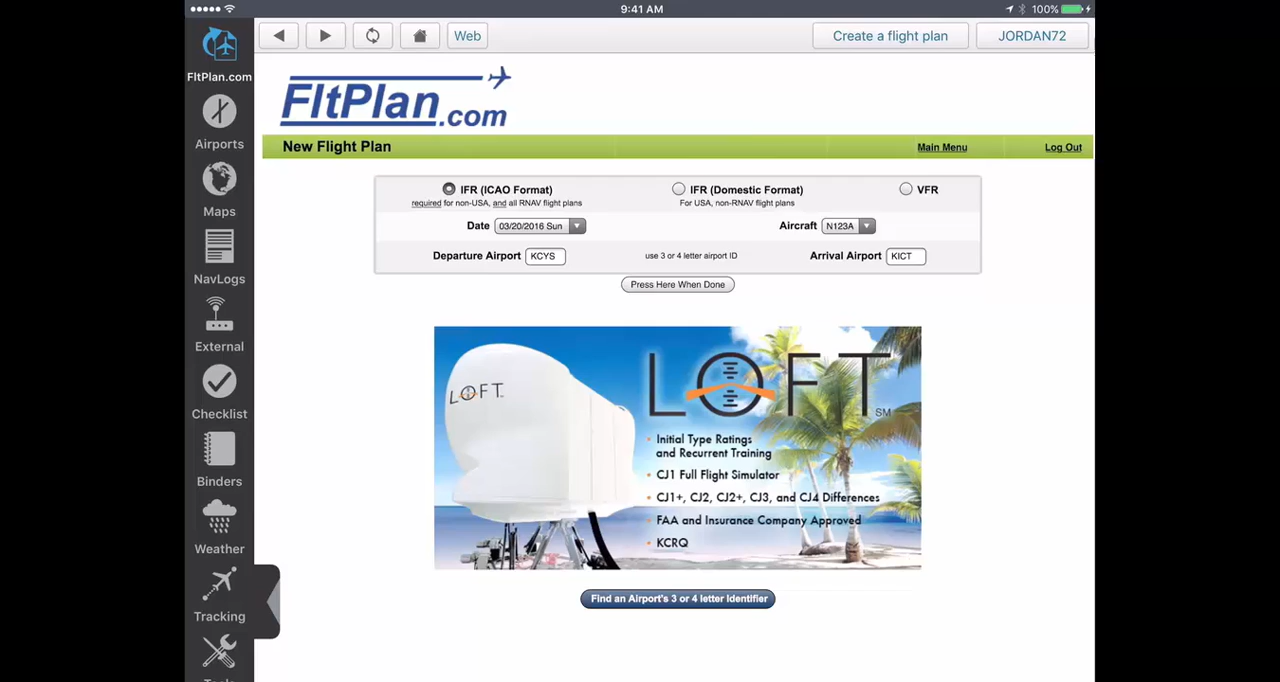 9:41 AM
100%
Web
Create a flight plan
JORDAN72
FltPlan.com
Airports
Maps
NavLogs
External
Checklist
Binders
Weather
Tracking
FltPlan.com
New Flight Plan
Main Menu
Log Out
IFR (ICAO Format)
required for non-USA, and all RNAV flight plans
IFR (Domestic Format)
For USA, non-RNAV flight plans
VFR
Date 03/20/2016 Sun
Aircraft N123A
Departure Airport KCYS
use 3 or 4 letter airport ID
Arrival Airport KICT
Press Here When Done
LOFT
LOFT SM
• Initial Type Ratings
and Recurrent Training
• CJ1 Full Flight Simulator
• CJ1+, CJ2, CJ2+, CJ3, and CJ4 Differences
• FAA and Insurance Company Approved
• KCRQ
Find an Airport's 3 or 4 letter Identifier